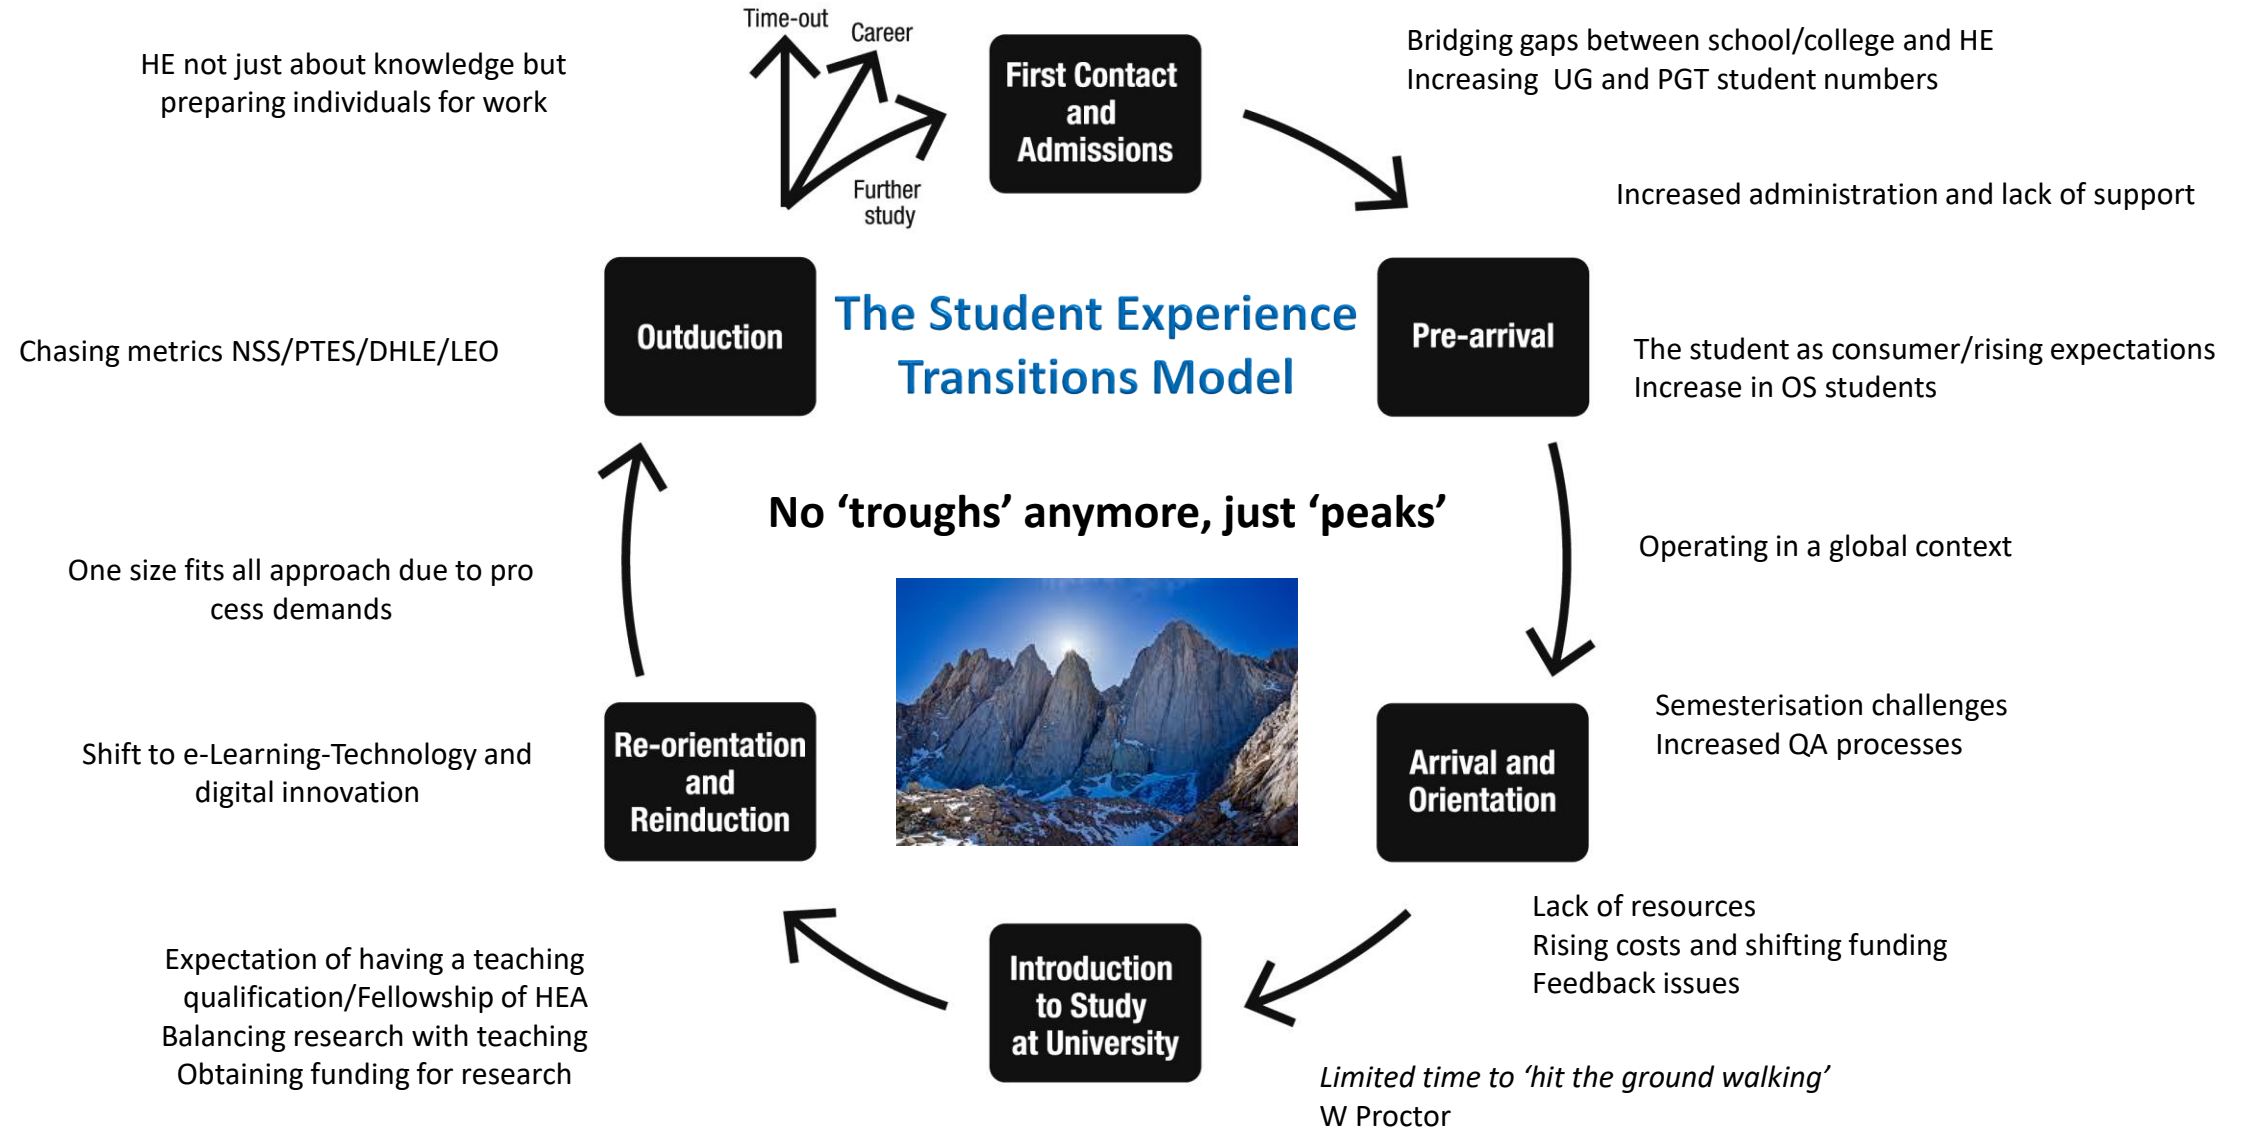 Time-out
Career
Further
study
HE not just about knowledge but
preparing individuals for work
First Contact
and
Admissions
Bridging gaps between school/college and HE
Increasing  UG and PGT student numbers
Increased administration and lack of support
Outduction
The Student Experience
Transitions Model
Pre-arrival
Chasing metrics NSS/PTES/DHLE/LEO
The student as consumer/rising expectations
Increase in OS students
No ‘troughs’ anymore, just ‘peaks’
Operating in a global context
One size fits all approach due to pro
cess demands
Semesterisation challenges
Increased QA processes
Re-orientation
and
Reinduction
Arrival and
Orientation
Shift to e-Learning-Technology and
digital innovation
Lack of resources
Rising costs and shifting funding
Feedback issues
Expectation of having a teaching
qualification/Fellowship of HEA
Balancing research with teaching
Obtaining funding for research
Introduction
to Study
at University
Limited time to ‘hit the ground walking’
W Proctor